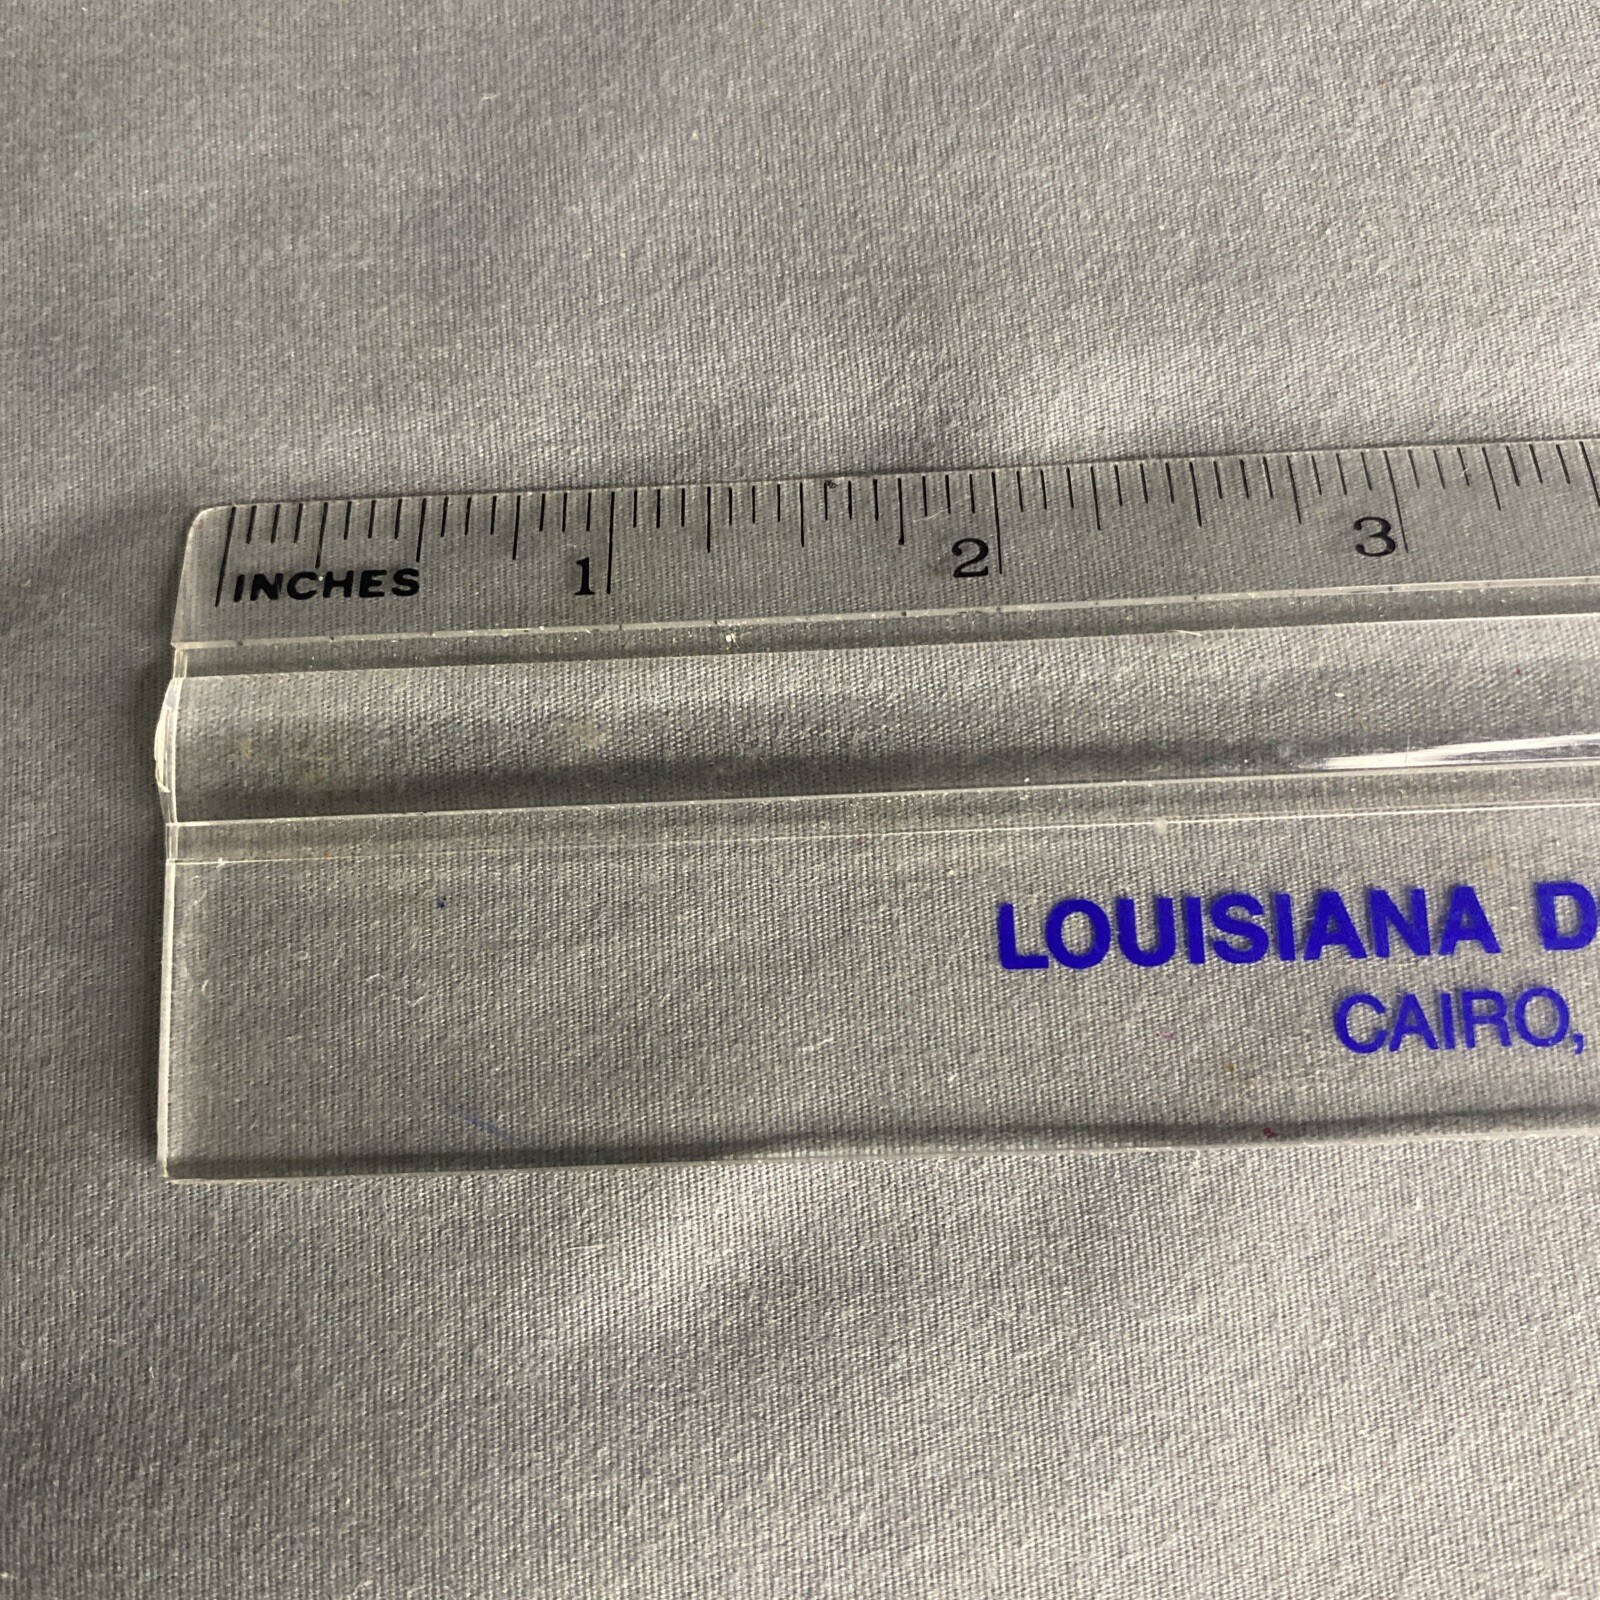 INCHES 1 2 3
LOUISIANA D
CAIRO,